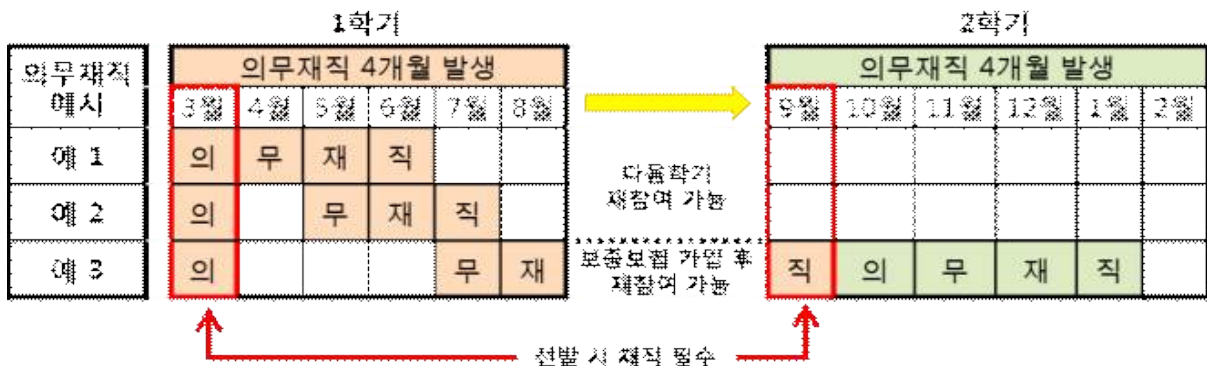 1학기 2학기
의무재직 예시 의무재직 4개월 발생 의무재직 4개월 발생
3월 4월 5월 6월 7월 8월 9월 10월 11월 12월 1월 2월
예 1 의 무 재 직
다음학기
재참여 가능
예 2 의 무 재 직
예 3 의 무 재 직 의 무 재 직
보증보험 가입 후
재참여 가능
선발 시 재직 필수